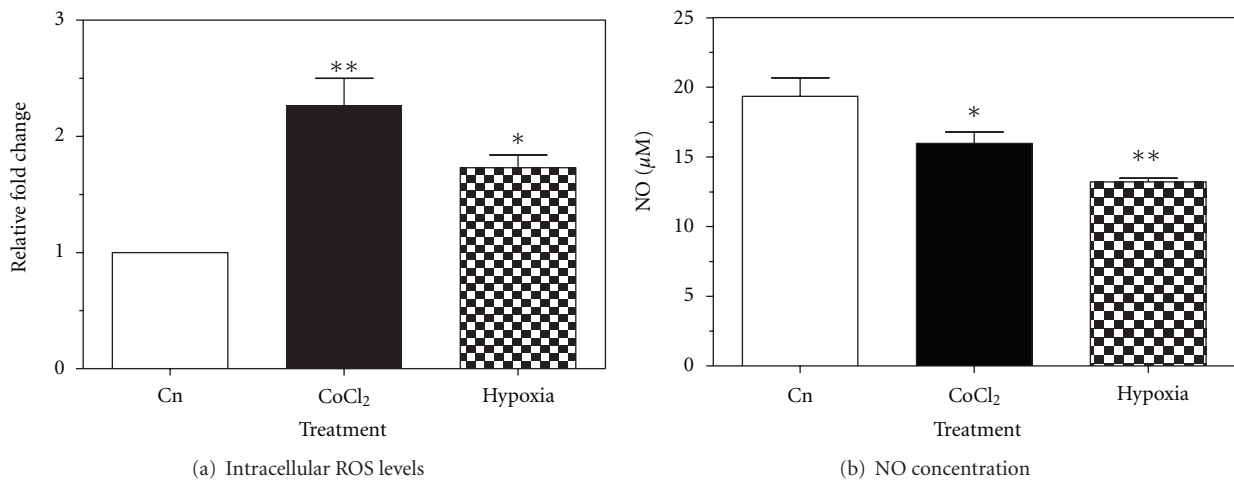 Relative fold change
3
2
1
0
**
*
Cn
CoCl₂
Hypoxia
Treatment
(a) Intracellular ROS levels
NO (μM)
25
20
15
10
5
0
*
**
Cn
CoCl₂
Hypoxia
Treatment
(b) NO concentration